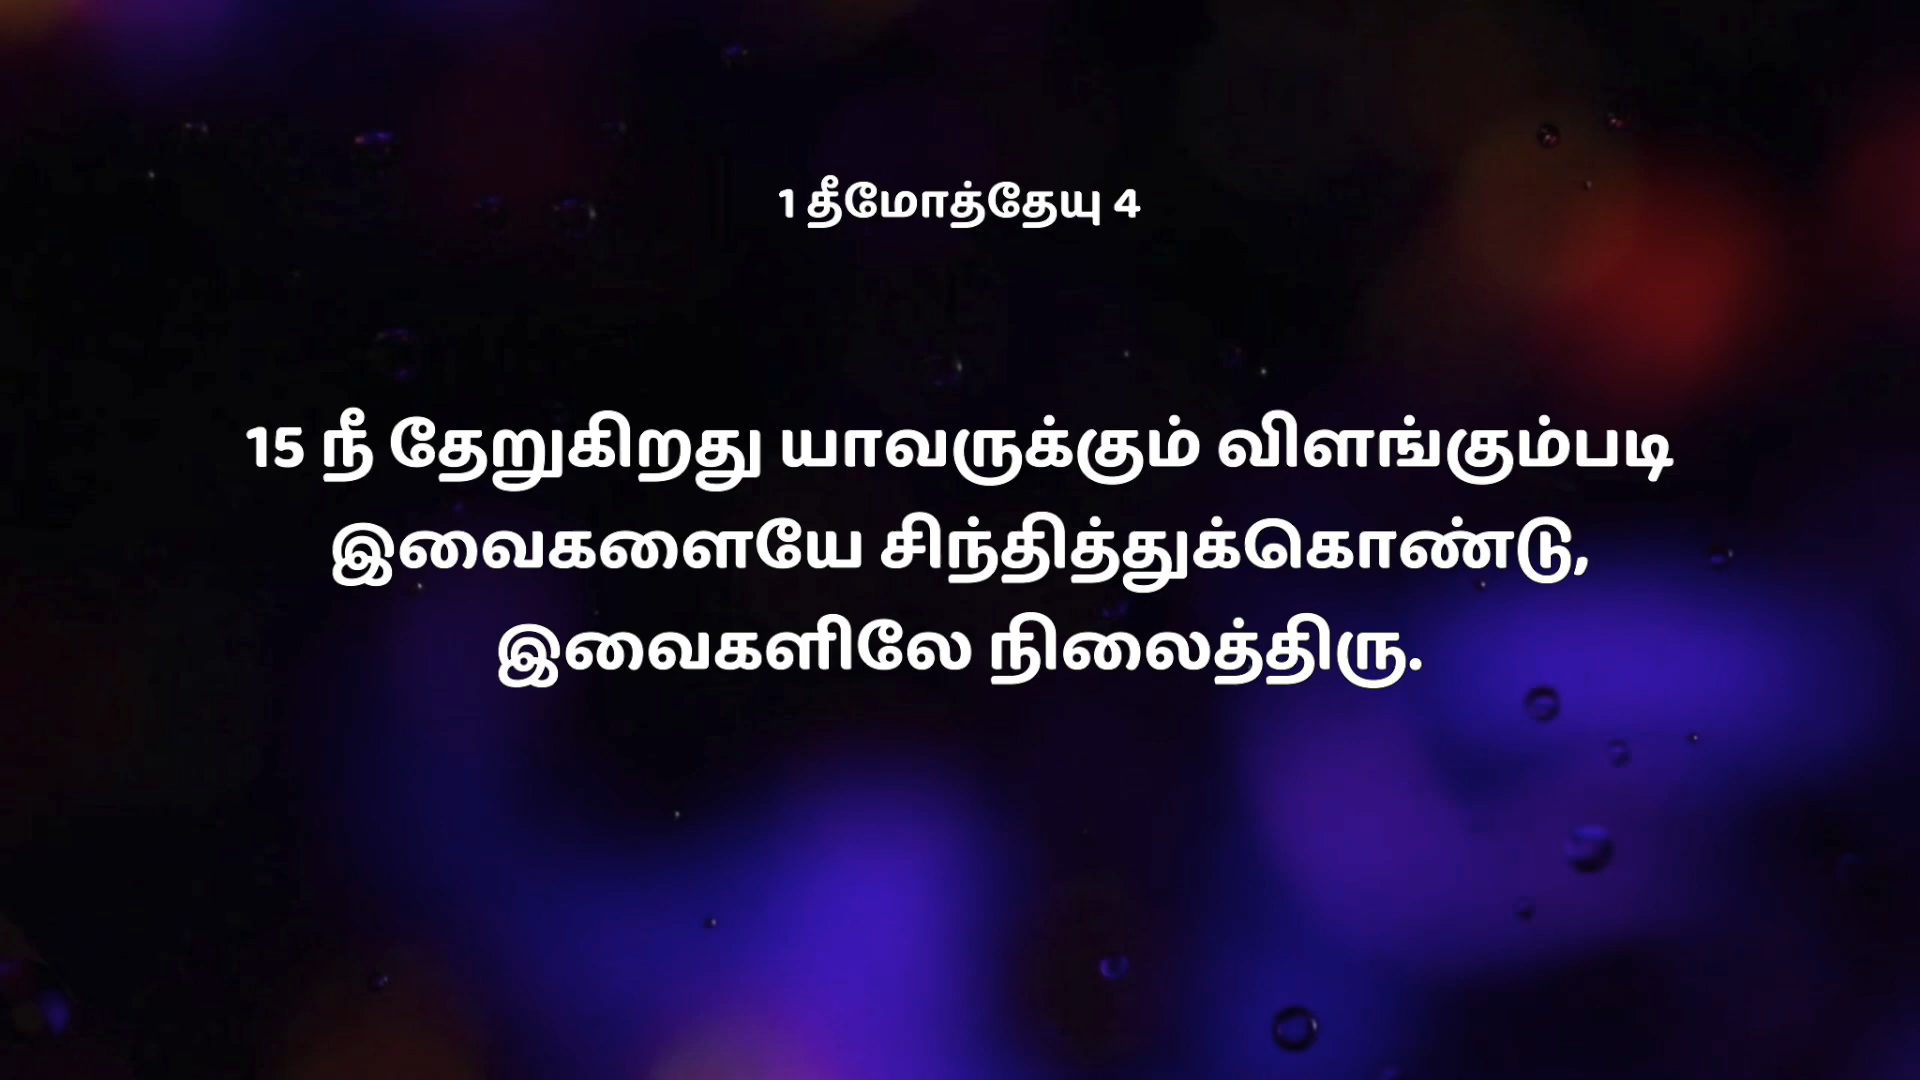 1 தீமோத்தேயு 4
15 நீ தேறுகிறது யாவருக்கும் விளங்கும்படி
இவைகளையே சிந்தித்துக்கொண்டு,
இவைகளிலே நிலைத்திரு.